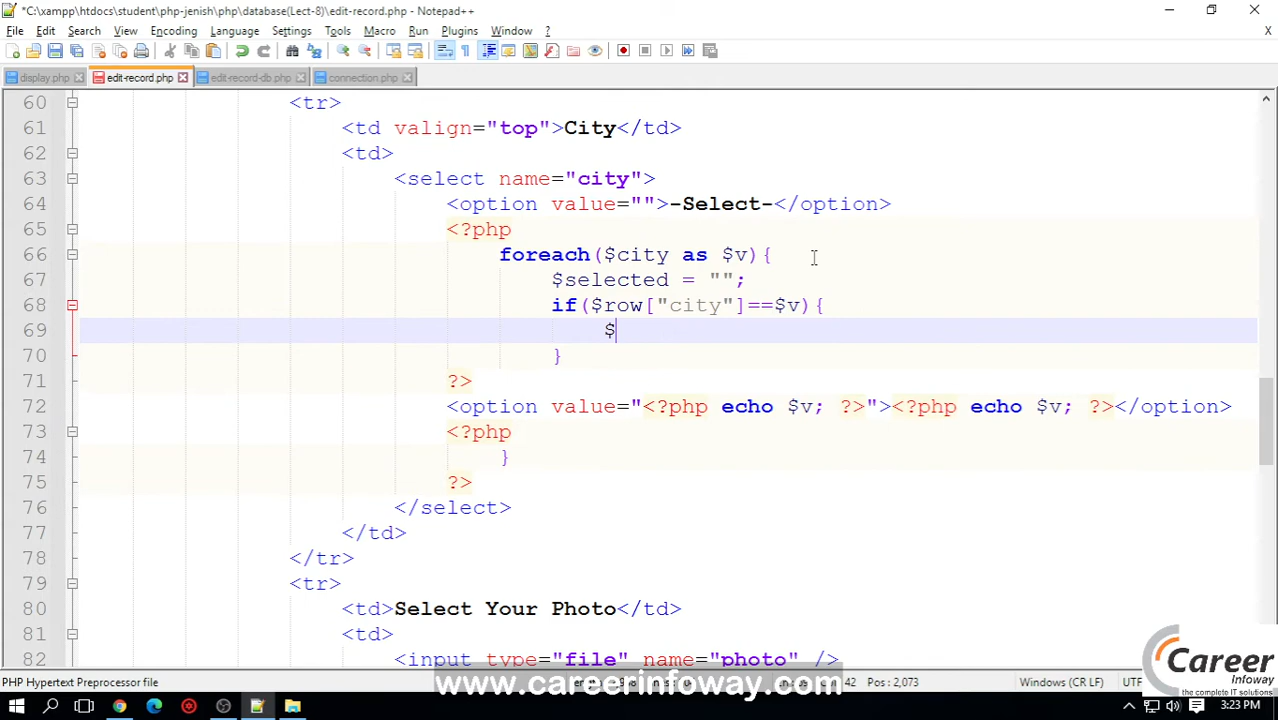 *C:\xampp\htdocs\student\php-jenish\php\database(Lect-8)\edit-record.php - Notepad++
File Edit Search View Encoding Language Settings Tools Macro Run Plugins Window ? X
display.php edit-record.php edit-record-db.php connection.php
60 <tr>
61 <td valign="top">City</td>
62 <td>
63 <select name="city">
64 <option value="">-Select-</option>
65 <?php
66 foreach($city as $v){
67 $selected = "";
68 if($row["city"]==$v){
69 $
70 }
71 ?>
72 <option value="<?php echo $v; ?>"><?php echo $v; ?></option>
73 <?php
74 }
75 ?>
76 </select>
77 </td>
78 </tr>
79 <tr>
80 <td>Select Your Photo</td>
81 <td>
82 <input type="file" name="photo" />
Career
Infoway
...the complete IT solutions
PHP Hypertext Preprocessor file
42 Pos : 2,073 Windows (CR LF) UTF
www.careerinfoway.com
3:23 PM